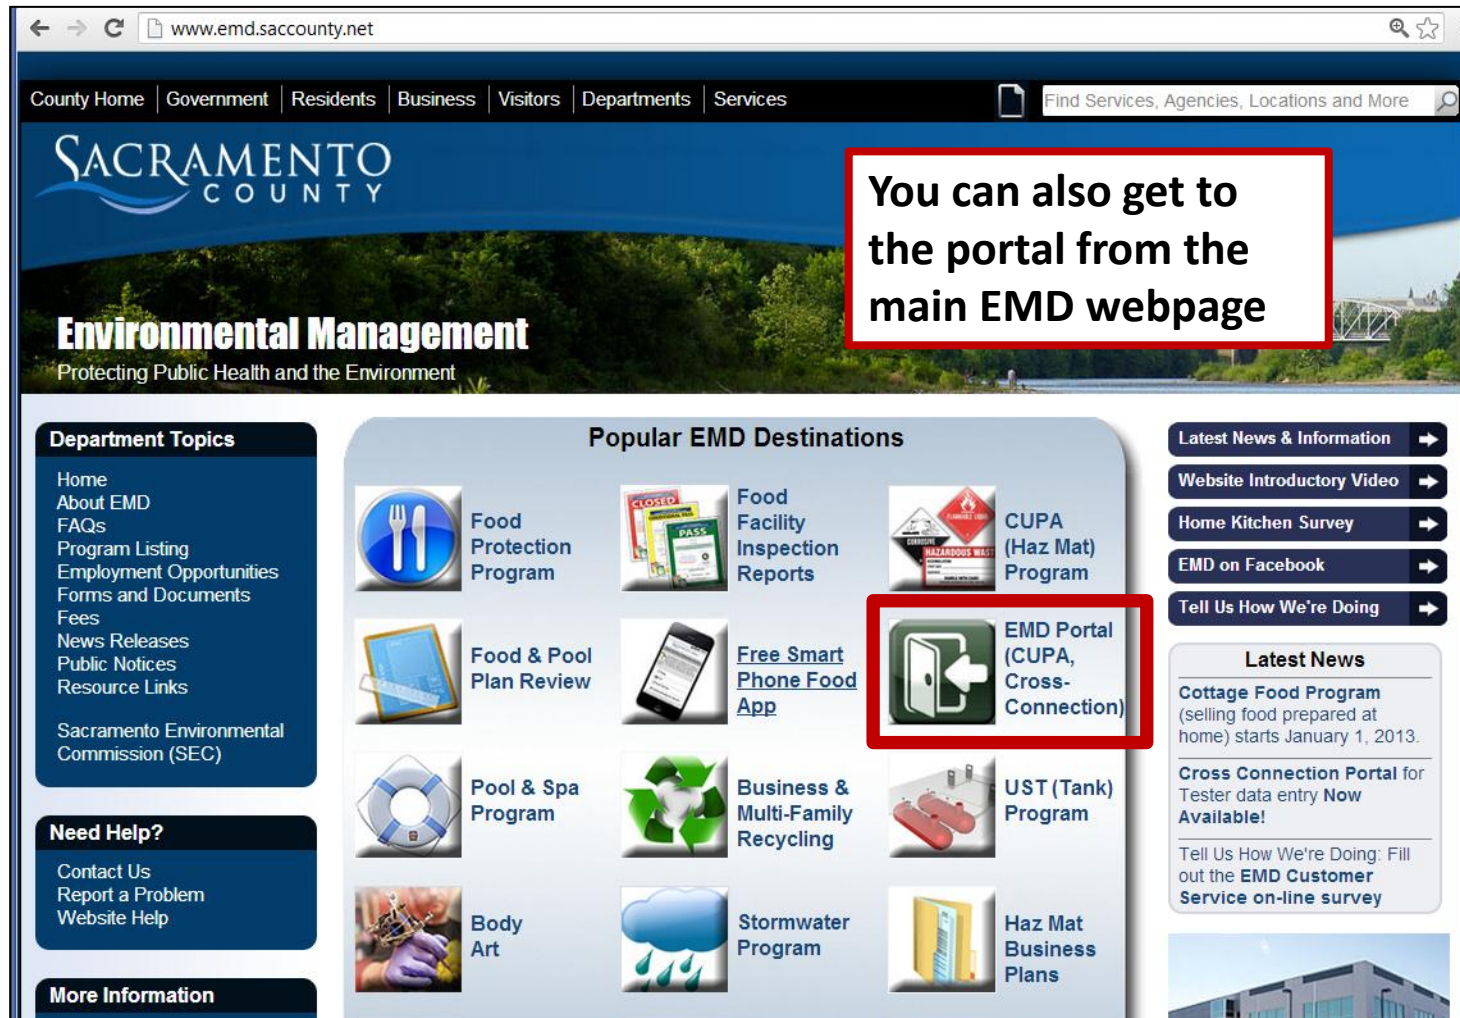 www.emd.saccounty.net
County Home | Government | Residents | Business | Visitors | Departments | Services
Find Services, Agencies, Locations and More
SACRAMENTO
COUNTY
You can also get to
the portal from the
main EMD webpage
Environmental Management
Protecting Public Health and the Environment
Department Topics
Home
About EMD
FAQs
Program Listing
Employment Opportunities
Forms and Documents
Fees
News Releases
Public Notices
Resource Links
Sacramento Environmental
Commission (SEC)
Need Help?
Contact Us
Report a Problem
Website Help
More Information
Popular EMD Destinations
Food
Protection
Program
CLOSED
CONDITIONAL PASS
PASS
Food
Facility
Inspection
Reports
FLAMMABLE LIQUID
CORROSIVE
HAZARDOUS WASTE
HANDLE WITH CARE
CUPA
(Haz Mat)
Program
Food & Pool
Plan Review
Free Smart
Phone Food
App
EMD Portal
(CUPA,
Cross-
Connection)
Pool & Spa
Program
Business &
Multi-Family
Recycling
UST (Tank)
Program
Body
Art
Stormwater
Program
Haz Mat
Business
Plans
Latest News & Information
Website Introductory Video
Home Kitchen Survey
EMD on Facebook
Tell Us How We're Doing
Latest News
Cottage Food Program
(selling food prepared at
home) starts January 1, 2013.
Cross Connection Portal for
Tester data entry Now
Available!
Tell Us How We're Doing: Fill
out the EMD Customer
Service on-line survey